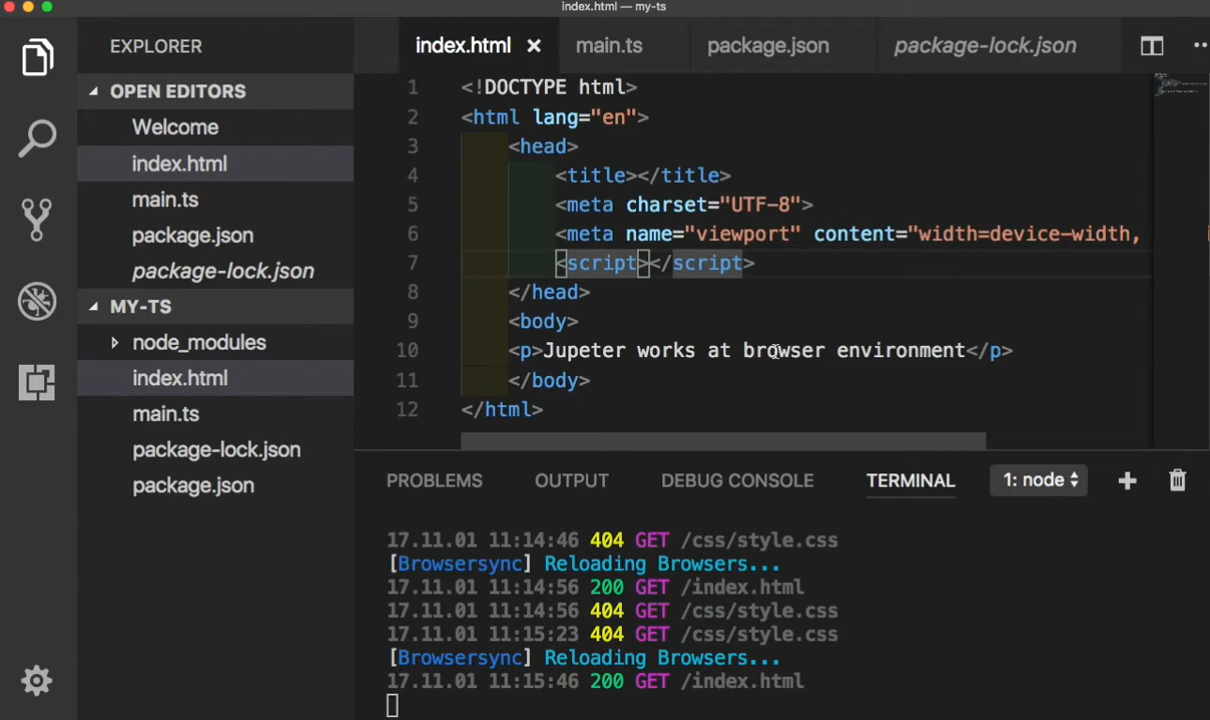 index.html — my-ts
EXPLORER
OPEN EDITORS
Welcome
index.html
main.ts
package.json
package-lock.json
MY-TS
node_modules
index.html
main.ts
package-lock.json
package.json
index.html × main.ts package.json package-lock.json
1 <!DOCTYPE html>
2 <html lang="en">
3 <head>
4 <title></title>
5 <meta charset="UTF-8">
6 <meta name="viewport" content="width=device-width,
7 <script></script>
8 </head>
9 <body>
10 <p>Jupeter works at browser environment</p>
11 </body>
12 </html>
PROBLEMS OUTPUT DEBUG CONSOLE TERMINAL 1: node
17.11.01 11:14:46 404 GET /css/style.css
[Browsersync] Reloading Browsers...
17.11.01 11:14:56 200 GET /index.html
17.11.01 11:14:56 404 GET /css/style.css
17.11.01 11:15:23 404 GET /css/style.css
[Browsersync] Reloading Browsers...
17.11.01 11:15:46 200 GET /index.html